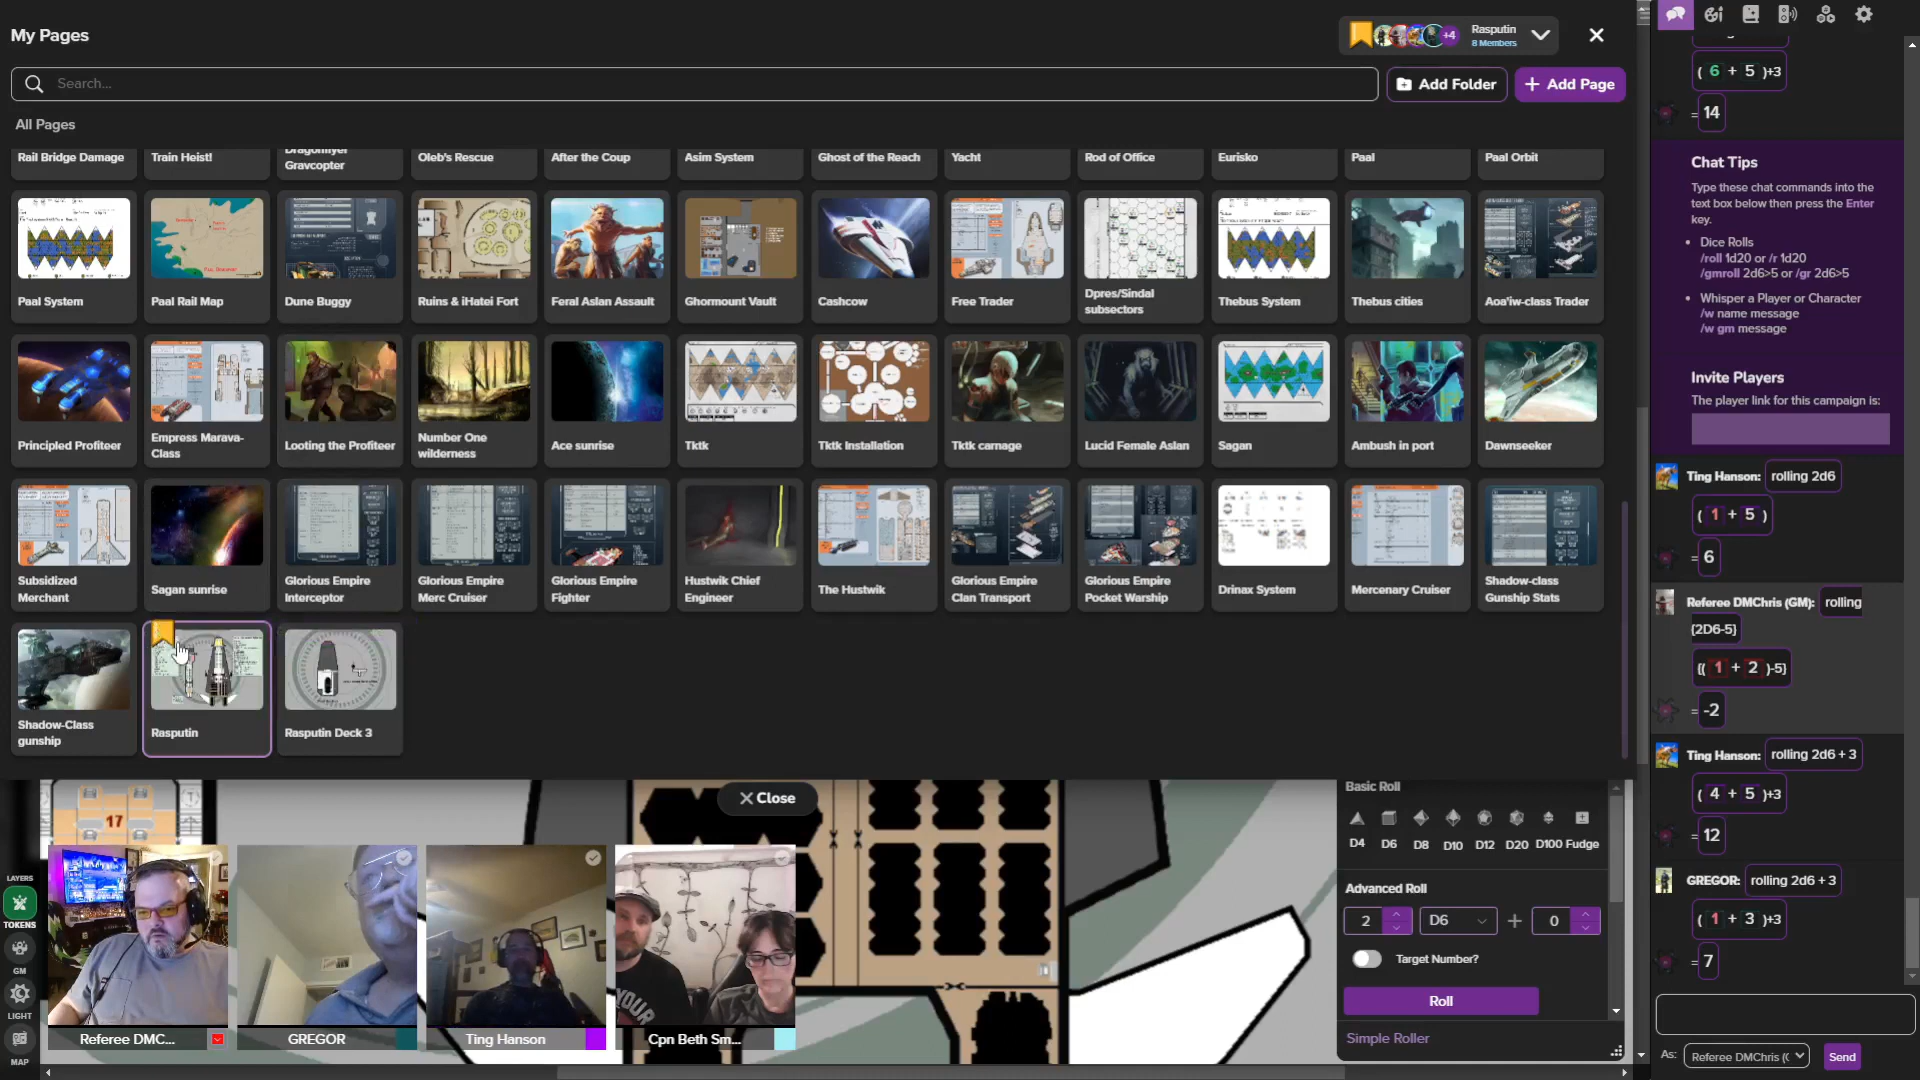 My Pages
+4
Rasputin
8 Members
Search...
Add Folder
Add Page
All Pages
Rail Bridge Damage
Train Heist!
Dragonflyer
Gravcopter
Oleb's Rescue
After the Coup
Asim System
Ghost of the Reach
Yacht
Rod of Office
Eurisko
Paal
Paal Orbit
Paal System
Paal Rail Map
Dune Buggy
Ruins & iHatei Fort
Feral Aslan Assault
Ghormount Vault
Cashcow
Free Trader
Dpres/Sindal
subsectors
Thebus System
Thebus cities
Aoa'iw-class Trader
Principled Profiteer
Empress Marava-
Class
Looting the Profiteer
Number One
wilderness
Ace sunrise
Tktk
Tktk Installation
Tktk carnage
Lucid Female Aslan
Sagan
Ambush in port
Dawnseeker
Subsidized
Merchant
Sagan sunrise
Glorious Empire
Interceptor
Glorious Empire
Merc Cruiser
Glorious Empire
Fighter
Hustwik Chief
Engineer
The Hustwik
Glorious Empire
Clan Transport
Glorious Empire
Pocket Warship
Drinax System
Mercenary Cruiser
Shadow-class
Gunship Stats
Shadow-Class
gunship
Rasputin
Rasputin Deck 3
Close
17
LAYERS
TOKENS
GM
LIGHT
MAP
YOUR
Referee DMC...
GREGOR
Ting Hanson
Cpn Beth Sm...
Basic Roll
D4 D6 D8 D10 D12 D20 D100 Fudge
Advanced Roll
2 D6 + 0
Target Number?
Roll
Simple Roller
( 6 + 5 )+3
=14
Chat Tips
Type these chat commands into the
text box below then press the Enter
key.
• Dice Rolls
/roll 1d20 or /r 1d20
/gmroll 2d6>5 or /gr 2d6>5
• Whisper a Player or Character
/w name message
/w gm message
Invite Players
The player link for this campaign is:
Ting Hanson: rolling 2d6
( 1 + 5 )
=6
Referee DMChris (GM): rolling
{2D6-5}
{( 1 + 2 )-5}
=-2
Ting Hanson: rolling 2d6 + 3
( 4 + 5 )+3
=12
GREGOR: rolling 2d6 + 3
( 1 + 3 )+3
=7
As: Referee DMChris (
Send